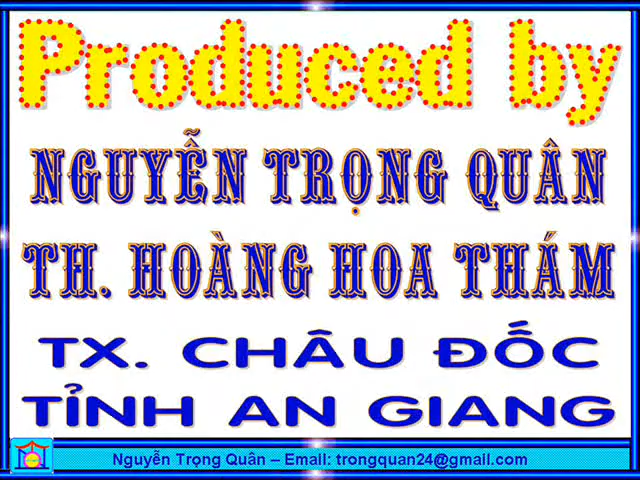 Produced by
NGUYỄN TRỌNG QUÂN
TH. HOÀNG HOA THÁM
TX. CHÂU ĐỐC
TỈNH AN GIANG
Nguyễn Trọng Quân – Email: trongquan24@gmail.com